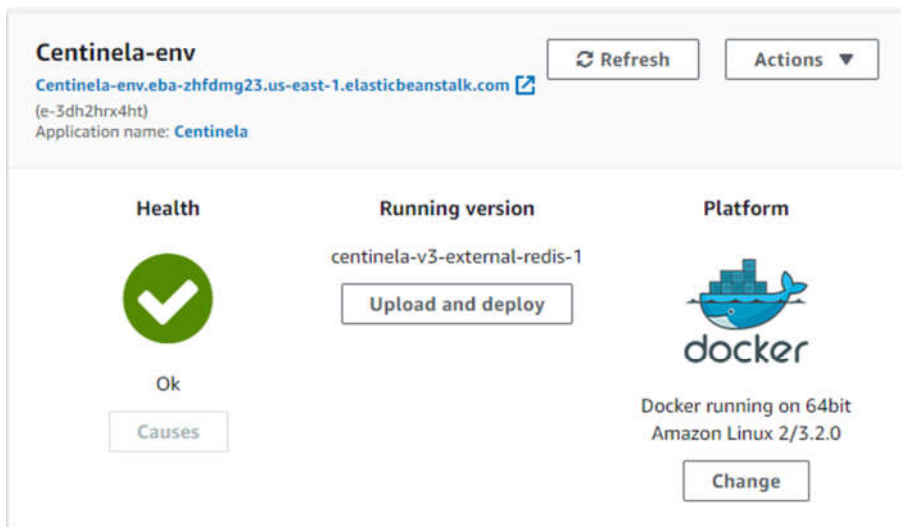 Centinela-env
Refresh
Actions
Centinela-env.eba-zhfdmg23.us-east-1.elasticbeanstalk.com
(e-3dh2hrx4ht)
Application name: Centinela
Health
Running version
Platform
centinela-v3-external-redis-1
Upload and deploy
docker
Ok
Causes
Docker running on 64bit
Amazon Linux 2/3.2.0
Change